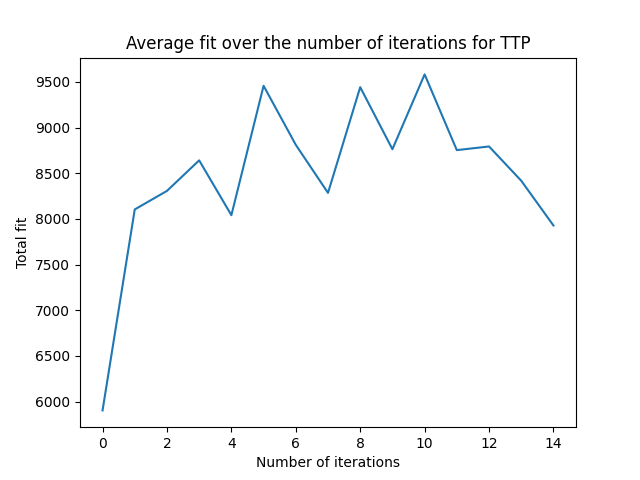 Average fit over the number of iterations for TTP
9500
9000
8500
8000
7500
7000
6500
6000
Total fit
0 2 4 6 8 10 12 14
Number of iterations